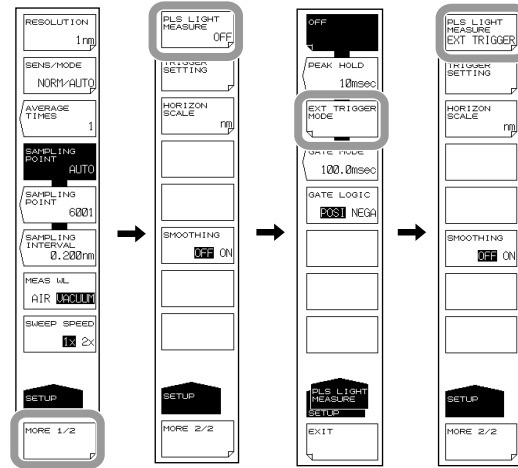 RESOLUTION
1nm
SENS/MODE
NORM/AUTO
AVERAGE
TIMES
1
SAMPLING
POINT
AUTO
SAMPLING
POINT
6001
SAMPLING
INTERVAL
0.200nm
MEAS WL
AIR VACUUM
SWEEP SPEED
1x 2x
SETUP
MORE 1/2
PLS LIGHT
MEASURE
OFF
TRIGGER
SETTING
HORIZON
SCALE
nm
SMOOTHING
OFF ON
SETUP
MORE 2/2
OFF
PEAK HOLD
10msec
EXT TRIGGER
MODE
GATE MODE
100.0msec
GATE LOGIC
POSI NEGA
PLS LIGHT
MEASURE
SETUP
EXIT
PLS LIGHT
MEASURE
EXT TRIGGER
TRIGGER
SETTING
HORIZON
SCALE
nm
SMOOTHING
OFF ON
SETUP
MORE 2/2